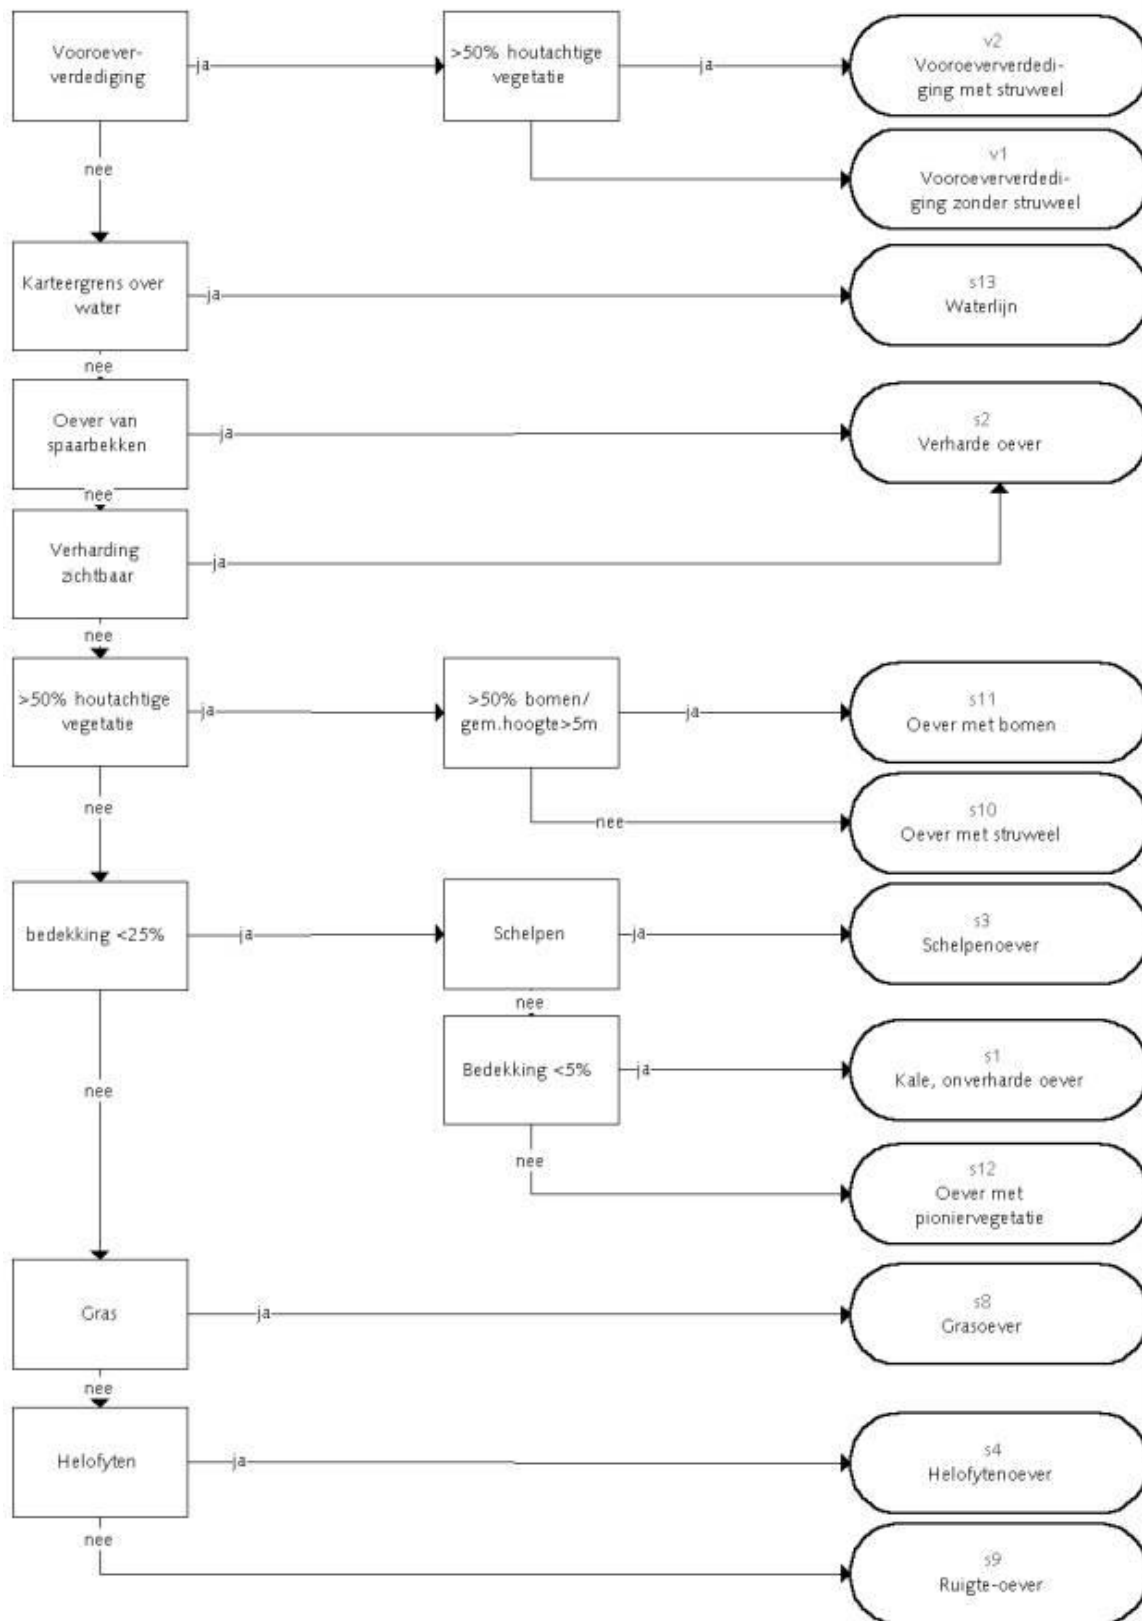 Vooroever-
verdediging
ja
>50% houtachtige
vegetatie
ja
v2
Vooroeververdedi-
ging met struweel
v1
Vooroeververdedi-
ging zonder struweel
nee
Karteergrens over
water
ja
s13
Waterlijn
nee
Oever van
spaarbekken
ja
s2
Verharde oever
nee
Verharding
zichtbaar
ja
nee
>50% houtachtige
vegetatie
ja
>50% bomen/
gem.hoogte>5m
ja
s11
Oever met bomen
nee
nee
s10
Oever met struweel
bedekking <25%
ja
Schelpen
ja
s3
Schelpenoever
nee
Bedekking <5%
ja
s1
Kale, onverharde oever
nee
nee
s12
Oever met
pioniervegetatie
Gras
ja
s8
Grasoever
nee
Helofyten
ja
s4
Helofytenoever
nee
s9
Ruigte-oever